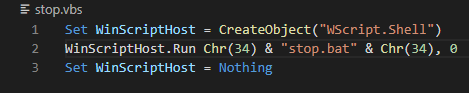 stop.vbs
1 Set WinScriptHost = CreateObject("WScript.Shell")
2 WinScriptHost.Run Chr(34) & "stop.bat" & Chr(34), 0
3 Set WinScriptHost = Nothing